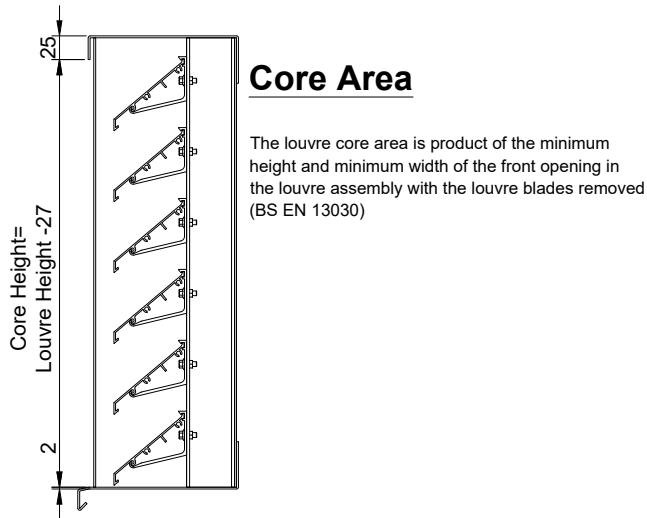 25
Core Area
The louvre core area is product of the minimum
height and minimum width of the front opening in
the louvre assembly with the louvre blades removed
(BS EN 13030)
Core Height=
Louvre Height -27
2